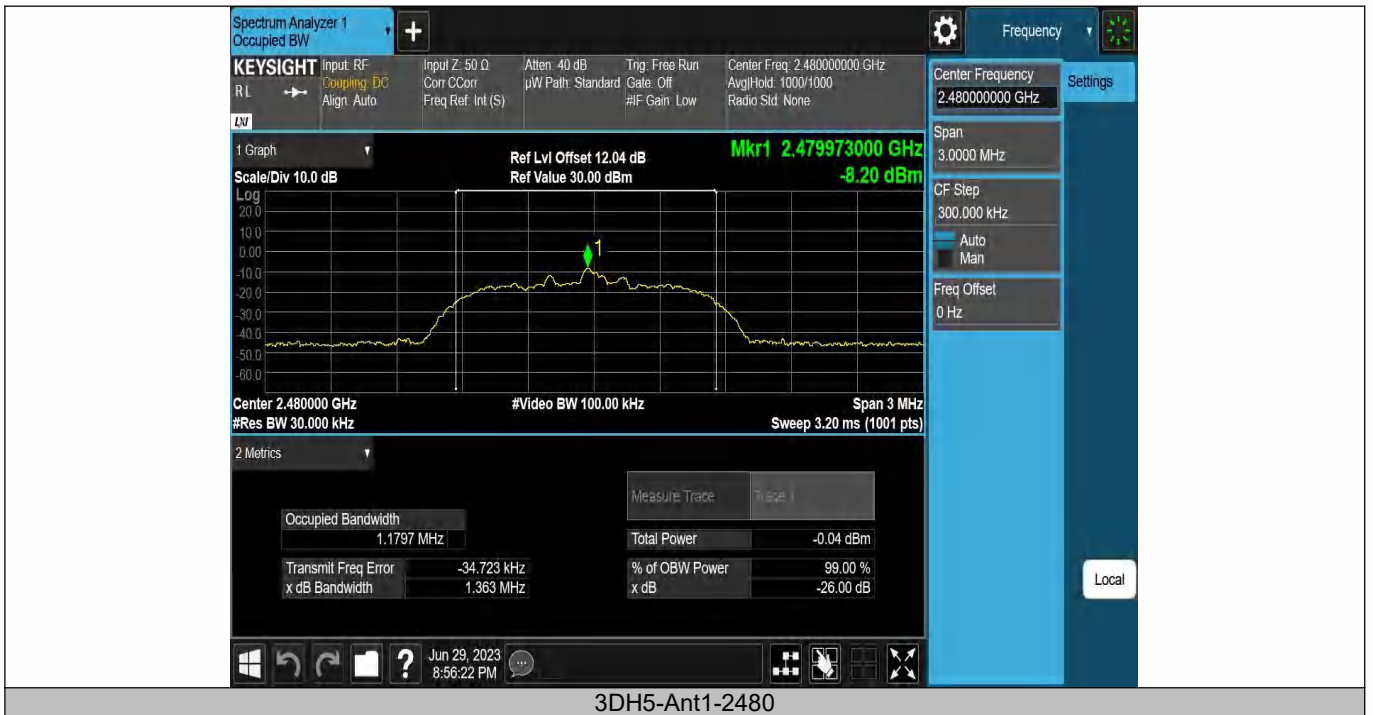 Spectrum Analyzer 1
Occupied BW
Frequency
KEYSIGHT
R L
LXI
Input: RF
Coupling: DC
Align: Auto
Input Z: 50 Ω
Corr CCorr
Freq Ref: Int (S)
Atten: 40 dB
µW Path: Standard
Trig: Free Run
Gate: Off
#IF Gain: Low
Center Freq: 2.480000000 GHz
Avg|Hold: 1000/1000
Radio Std: None
Center Frequency
2.480000000 GHz
Settings
Span
3.0000 MHz
CF Step
300.000 kHz
Auto
Man
Freq Offset
0 Hz
Local
1 Graph
Scale/Div 10.0 dB
Ref Lvl Offset 12.04 dB
Ref Value 30.00 dBm
Mkr1 2.479973000 GHz
-8.20 dBm
Log
20.0
10.0
0.00
-10.0
-20.0
-30.0
-40.0
-50.0
-60.0
1
Center 2.480000 GHz
#Res BW 30.000 kHz
#Video BW 100.00 kHz
Span 3 MHz
Sweep 3.20 ms (1001 pts)
2 Metrics
Measure Trace Trace 1
Occupied Bandwidth
1.1797 MHz
Total Power -0.04 dBm
Transmit Freq Error -34.723 kHz
% of OBW Power 99.00 %
x dB Bandwidth 1.363 MHz
x dB -26.00 dB
Jun 29, 2023
8:56:22 PM
3DH5-Ant1-2480